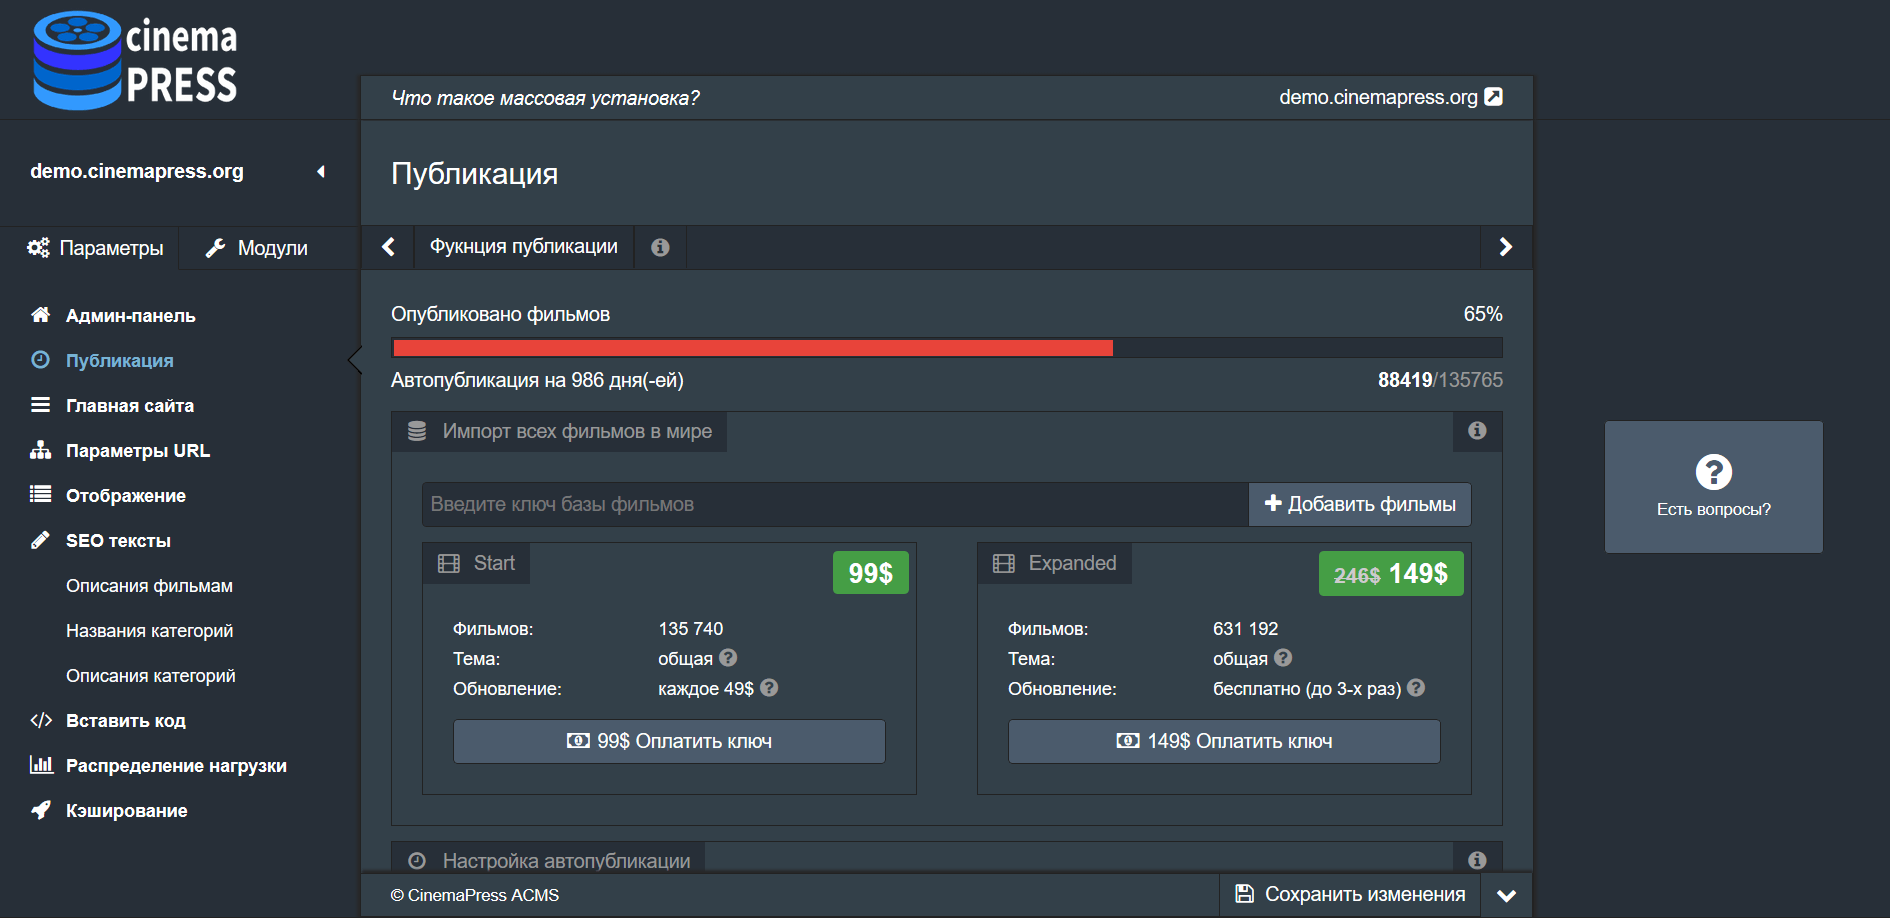 cinema
PRESS
Что такое массовая установка?
demo.cinemapress.org
demo.cinemapress.org
Публикация
Параметры
Модули
Фукнция публикации
Админ-панель
Публикация
Главная сайта
Параметры URL
Отображение
SEO тексты
Описания фильмам
Названия категорий
Описания категорий
Вставить код
Распределение нагрузки
Кэширование
Опубликовано фильмов
65%
Автопубликация на 986 дня(-ей)
88419/135765
Импорт всех фильмов в мире
Введите ключ базы фильмов
Добавить фильмы
Start
99$
Фильмов: 135 740
Тема: общая
Обновление: каждое 49$
99$ Оплатить ключ
Expanded
246$ 149$
Фильмов: 631 192
Тема: общая
Обновление: бесплатно (до 3-х раз)
149$ Оплатить ключ
Настройка автопубликации
© CinemaPress ACMS
Сохранить изменения
Есть вопросы?